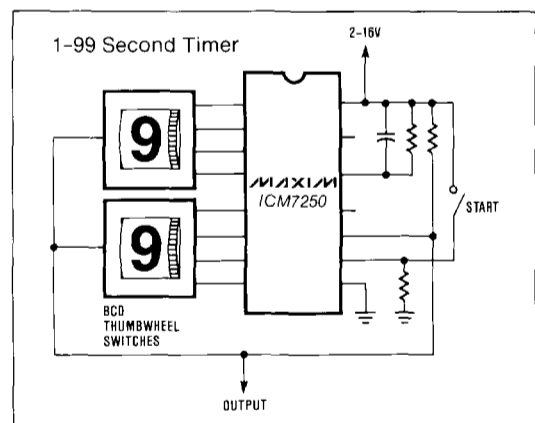 1-99 Second Timer
2-16V
9
MAXIM
ICM7250
START
9
BCD
THUMBWHEEL
SWITCHES
OUTPUT